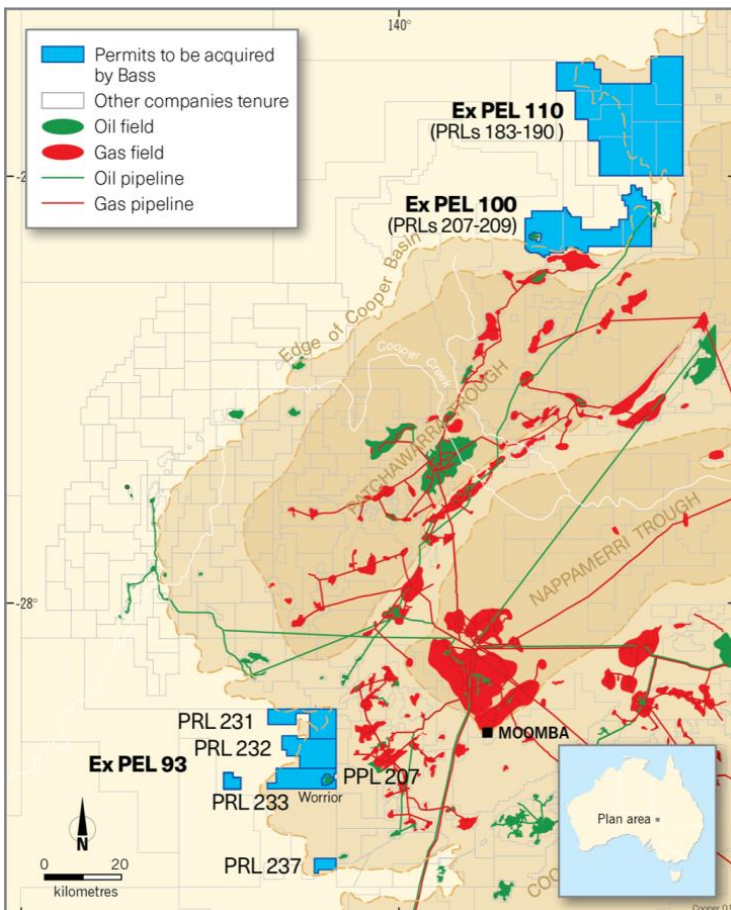 140°
Permits to be acquired
by Bass
Other companies tenure
Oil field
Gas field
Oil pipeline
Gas pipeline
Ex PEL 110
(PRLs 183-190 )
Ex PEL 100
(PRLs 207-209)
Edge of Cooper Basin
Cooper Creek
PATCHAWARRA TROUGH
NAPPAMERRI TROUGH
-28°
PRL 231
PRL 232
Ex PEL 93
PRL 233
PPL 207
Worrior
MOOMBA
PRL 237
N
0 20
kilometres
Plan area